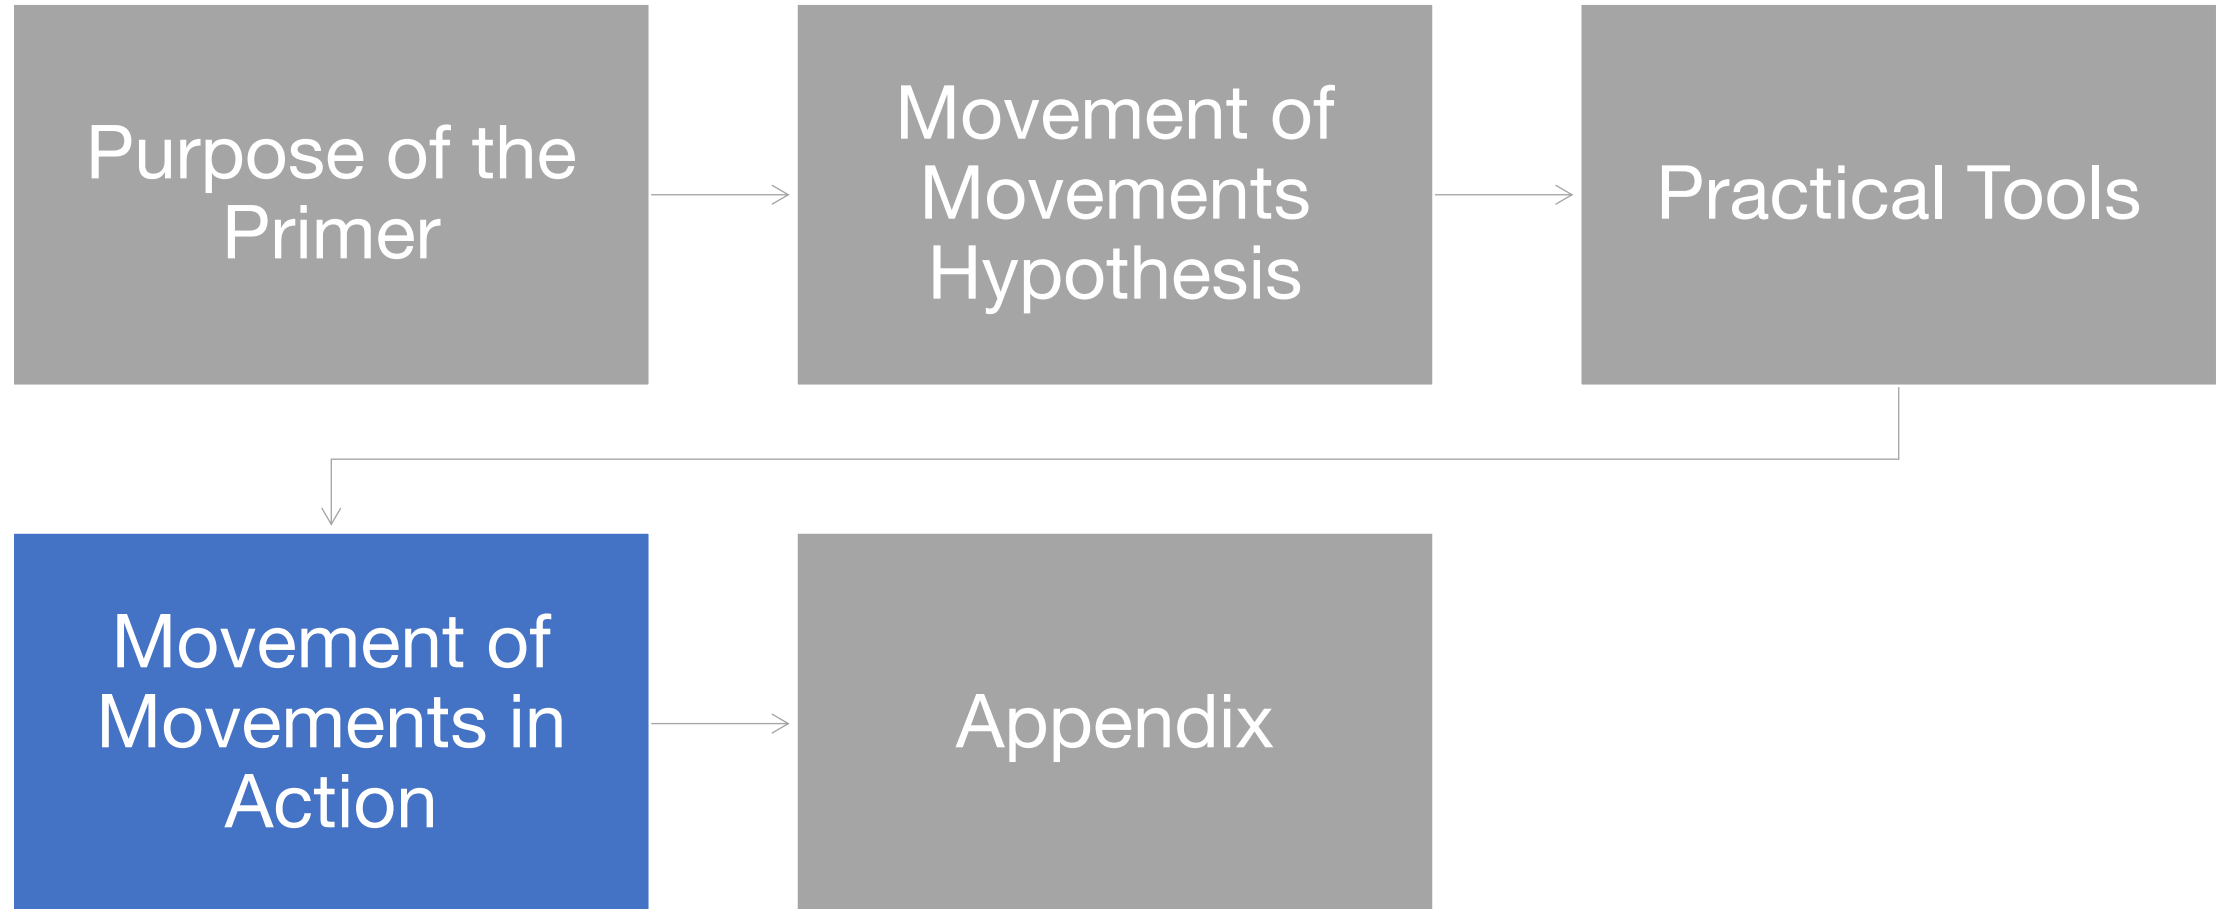 Purpose of the
Primer
Movement of
Movements
Hypothesis
Practical Tools
Movement of
Movements in
Action
Appendix